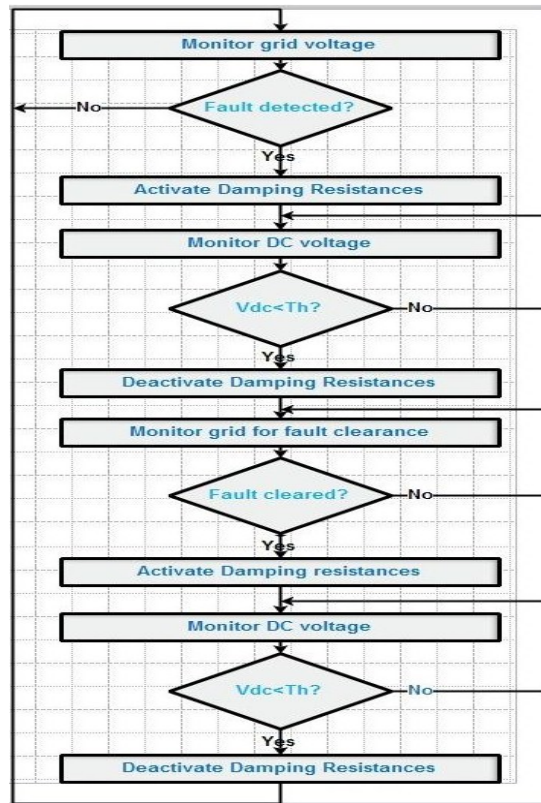 Monitor grid voltage
Fault detected?
No
Yes
Activate Damping Resistances
Monitor DC voltage
Vdc<Th?
No
Yes
Deactivate Damping Resistances
Monitor grid for fault clearance
Fault cleared?
No
Yes
Activate Damping resistances
Monitor DC voltage
Vdc<Th?
No
Yes
Deactivate Damping Resistances